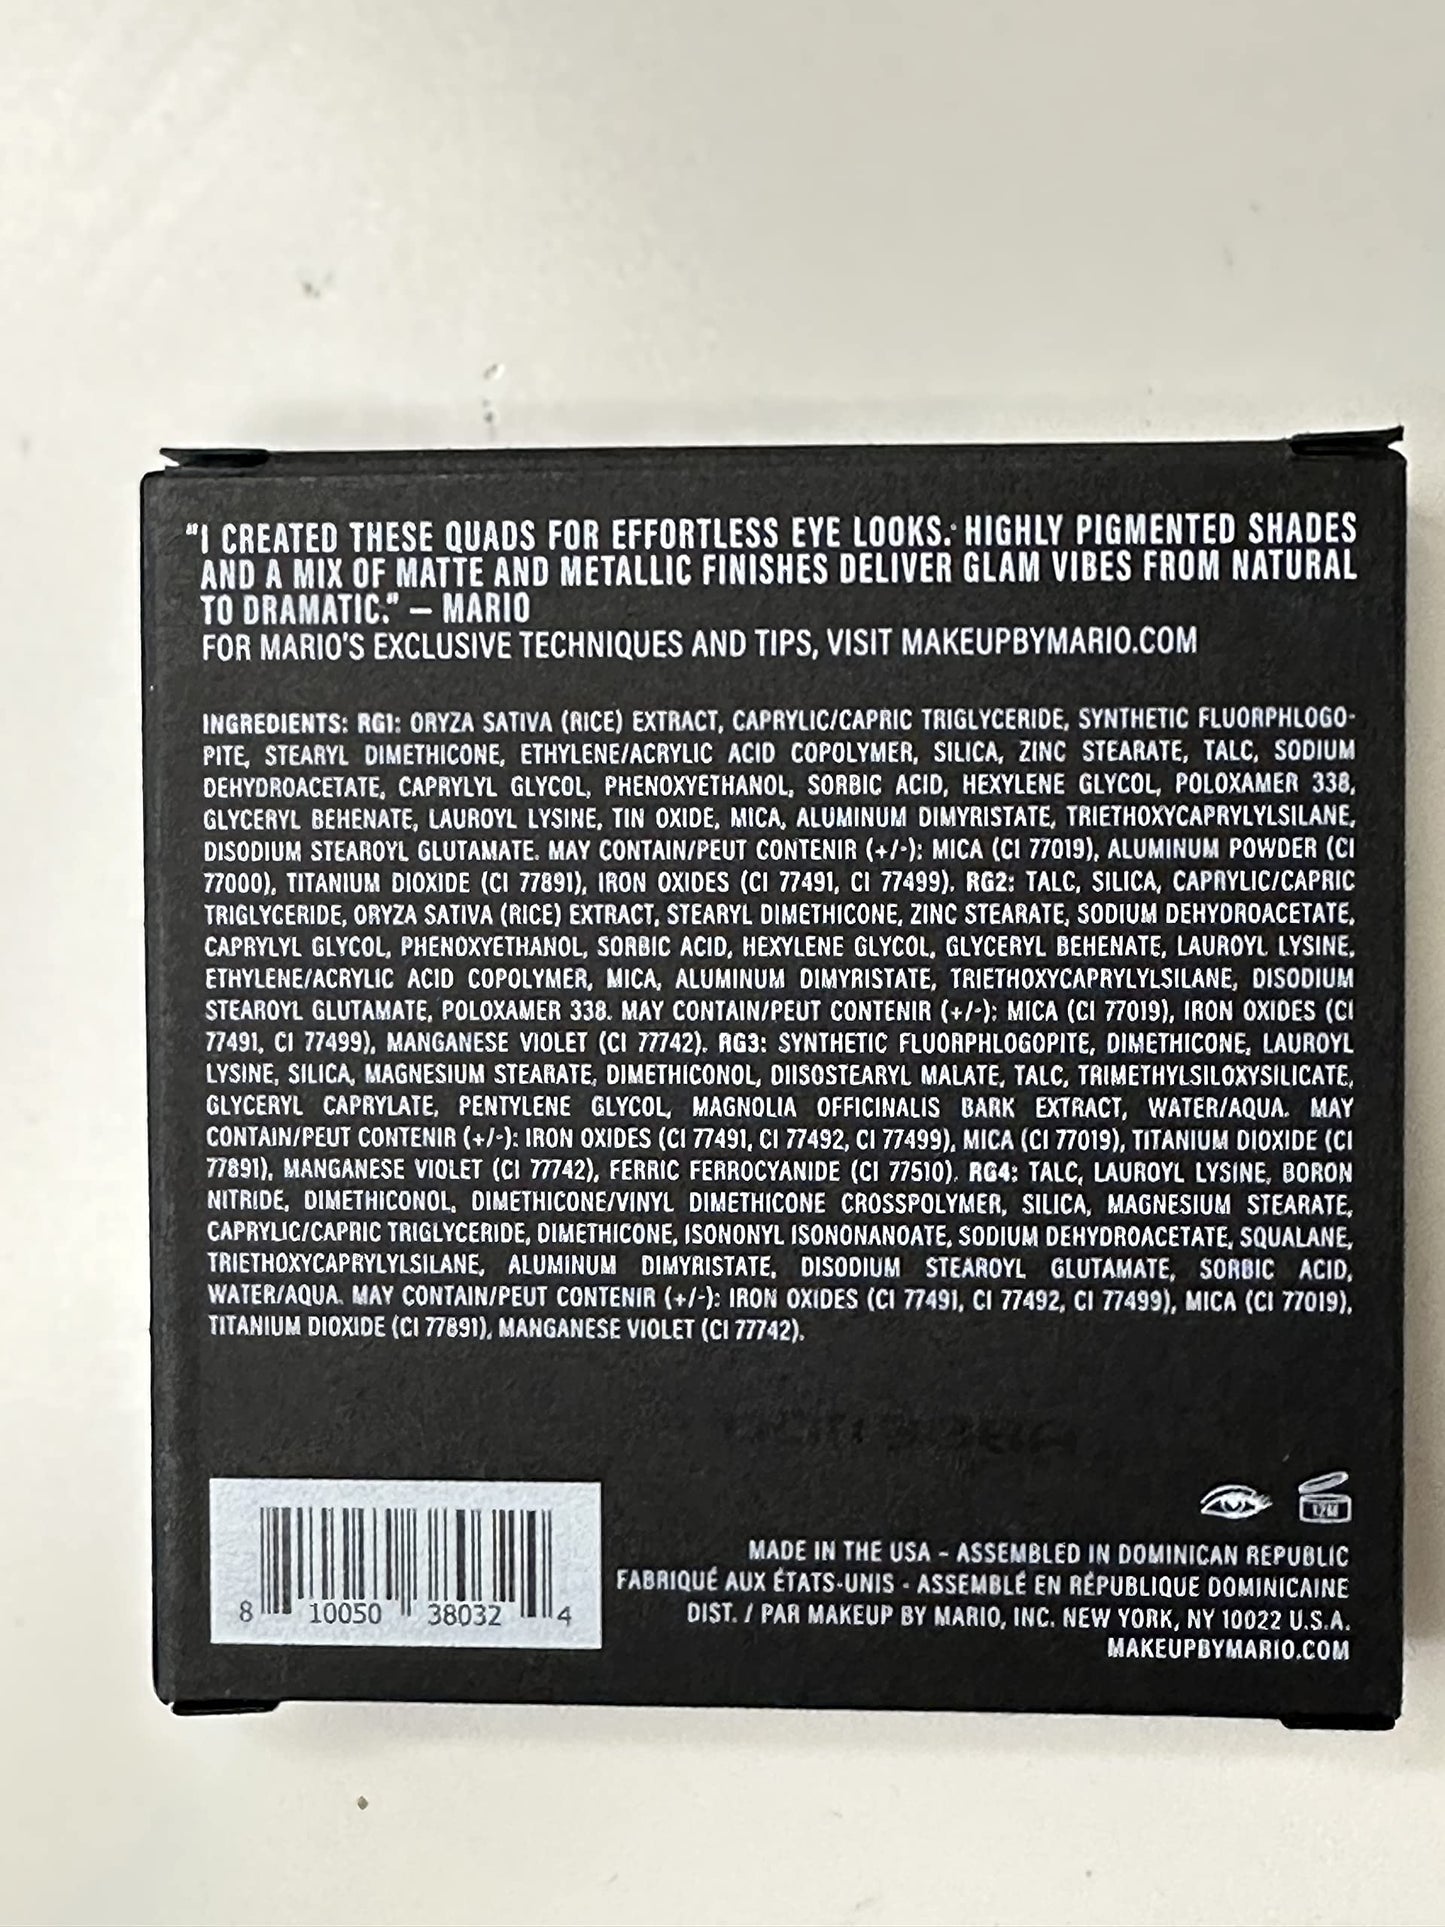 "I CREATED THESE QUADS FOR EFFORTLESS EYE LOOKS. HIGHLY PIGMENTED SHADES
AND A MIX OF MATTE AND METALLIC FINISHES DELIVER GLAM VIBES FROM NATURAL
TO DRAMATIC." – MARIO
FOR MARIO'S EXCLUSIVE TECHNIQUES AND TIPS, VISIT MAKEUPBYMARIO.COM
INGREDIENTS: RG1: ORYZA SATIVA (RICE) EXTRACT, CAPRYLIC/CAPRIC TRIGLYCERIDE, SYNTHETIC FLUORPHLOGO-
PITE, STEARYL DIMETHICONE, ETHYLENE/ACRYLIC ACID COPOLYMER, SILICA, ZINC STEARATE, TALC, SODIUM
DEHYDROACETATE, CAPRYLYL GLYCOL, PHENOXYETHANOL, SORBIC ACID, HEXYLENE GLYCOL, POLOXAMER 338,
GLYCERYL BEHENATE, LAUROYL LYSINE, TIN OXIDE, MICA, ALUMINUM DIMYRISTATE, TRIETHOXYCAPRYLYLSILANE,
DISODIUM STEAROYL GLUTAMATE. MAY CONTAIN/PEUT CONTENIR (+/-): MICA (CI 77019), ALUMINUM POWDER (CI
77000), TITANIUM DIOXIDE (CI 77891), IRON OXIDES (CI 77491, CI 77499). RG2: TALC, SILICA, CAPRYLIC/CAPRIC
TRIGLYCERIDE, ORYZA SATIVA (RICE) EXTRACT, STEARYL DIMETHICONE, ZINC STEARATE, SODIUM DEHYDROACETATE,
CAPRYLYL GLYCOL, PHENOXYETHANOL, SORBIC ACID, HEXYLENE GLYCOL, GLYCERYL BEHENATE, LAUROYL LYSINE,
ETHYLENE/ACRYLIC ACID COPOLYMER, MICA, ALUMINUM DIMYRISTATE, TRIETHOXYCAPRYLYLSILANE, DISODIUM
STEAROYL GLUTAMATE, POLOXAMER 338. MAY CONTAIN/PEUT CONTENIR (+/-): MICA (CI 77019), IRON OXIDES (CI
77491, CI 77499), MANGANESE VIOLET (CI 77742). RG3: SYNTHETIC FLUORPHLOGOPITE, DIMETHICONE, LAUROYL
LYSINE, SILICA, MAGNESIUM STEARATE, DIMETHICONOL, DIISOSTEARYL MALATE, TALC, TRIMETHYLSILOXYSILICATE,
GLYCERYL CAPRYLATE, PENTYLENE GLYCOL, MAGNOLIA OFFICINALIS BARK EXTRACT, WATER/AQUA. MAY
CONTAIN/PEUT CONTENIR (+/-): IRON OXIDES (CI 77491, CI 77492, CI 77499), MICA (CI 77019), TITANIUM DIOXIDE (CI
77891), MANGANESE VIOLET (CI 77742), FERRIC FERROCYANIDE (CI 77510). RG4: TALC, LAUROYL LYSINE, BORON
NITRIDE, DIMETHICONOL, DIMETHICONE/VINYL DIMETHICONE CROSSPOLYMER, SILICA, MAGNESIUM STEARATE,
CAPRYLIC/CAPRIC TRIGLYCERIDE, DIMETHICONE, ISONONYL ISONONANOATE, SODIUM DEHYDROACETATE, SQUALANE,
TRIETHOXYCAPRYLYLSILANE, ALUMINUM DIMYRISTATE, DISODIUM STEAROYL GLUTAMATE, SORBIC ACID,
WATER/AQUA. MAY CONTAIN/PEUT CONTENIR (+/-): IRON OXIDES (CI 77491, CI 77492, CI 77499), MICA (CI 77019),
TITANIUM DIOXIDE (CI 77891), MANGANESE VIOLET (CI 77742).
12M
8 10050 38032 4
MADE IN THE USA - ASSEMBLED IN DOMINICAN REPUBLIC
FABRIQUÉ AUX ÉTATS-UNIS - ASSEMBLÉ EN RÉPUBLIQUE DOMINICAINE
DIST. / PAR MAKEUP BY MARIO, INC. NEW YORK, NY 10022 U.S.A.
MAKEUPBYMARIO.COM